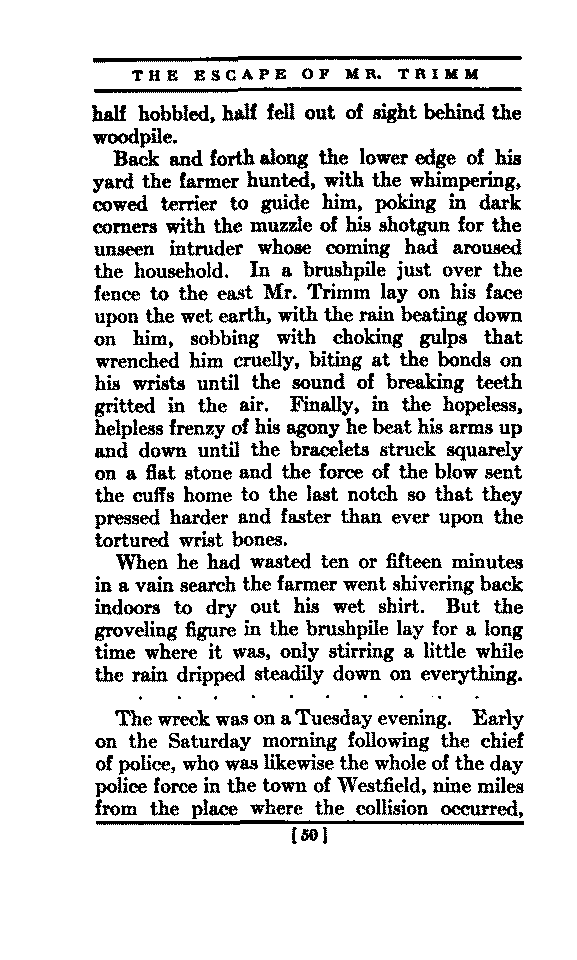 THE ESCAPE OF MR. TRIMM
half hobbled, half fell out of sight behind the
woodpile.
Back and forth along the lower edge of his
yard the farmer hunted, with the whimpering,
cowed terrier to guide him, poking in dark
corners with the muzzle of his shotgun for the
unseen intruder whose coming had aroused
the household. In a brushpile just over the
fence to the east Mr. Trimm lay on his face
upon the wet earth, with the rain beating down
on him, sobbing with choking gulps that
wrenched him cruelly, biting at the bonds on
his wrists until the sound of breaking teeth
gritted in the air. Finally, in the hopeless,
helpless frenzy of his agony he beat his arms up
and down until the bracelets struck squarely
on a flat stone and the force of the blow sent
the cuffs home to the last notch so that they
pressed harder and faster than ever upon the
tortured wrist bones.
When he had wasted ten or fifteen minutes
in a vain search the farmer went shivering back
indoors to dry out his wet shirt. But the
groveling figure in the brushpile lay for a long
time where it was, only stirring a little while
the rain dripped steadily down on everything.
. . . . . . . . . .
The wreck was on a Tuesday evening. Early
on the Saturday morning following the chief
of police, who was likewise the whole of the day
police force in the town of Westfield, nine miles
from the place where the collision occurred,
[50]